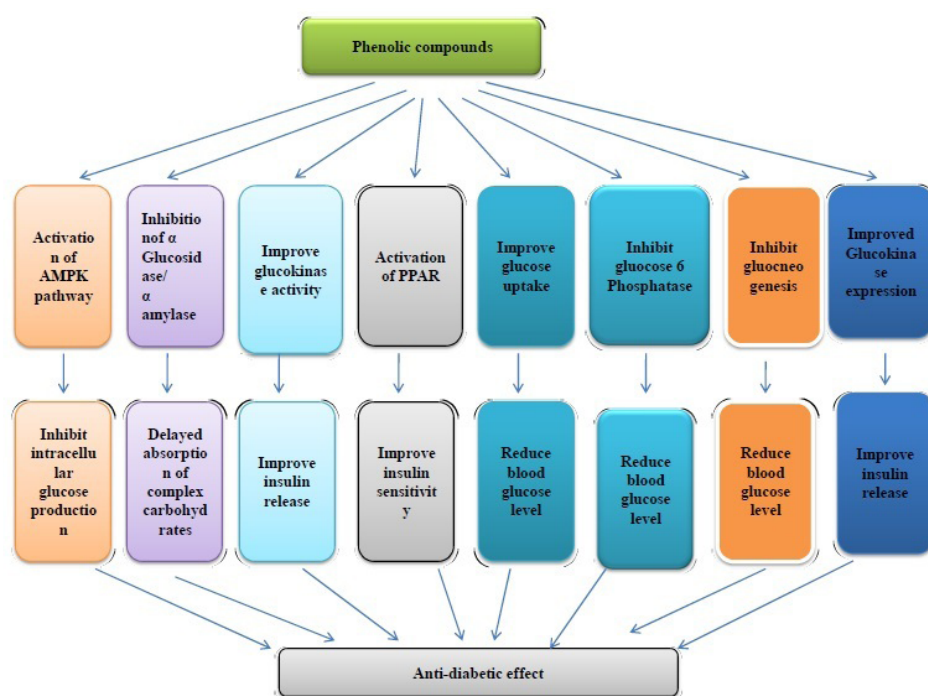 Phenolic compounds
Activatio
n of AMPK
pathway
Inhibitionof α
Glucosid
ase/
α
amylase
Improve
glucokinas
e activity
Activation
of PPAR
Improve
glucose
uptake
Inhibit
gluocose 6
Phosphatase
Inhibit
gluocneo
genesis
Improved
Glucokina
se
expression
Inhibit
intracellu
lar
glucose
productio
n
Delayed
absorptio
n of
complex
carbohyd
rates
Improve
insulin
release
Improve
insulin
sensitivit
y
Reduce
blood
glucose
level
Reduce
blood
glucose
level
Reduce
blood
glucose
level
Improve
insulin
release
Anti-diabetic effect